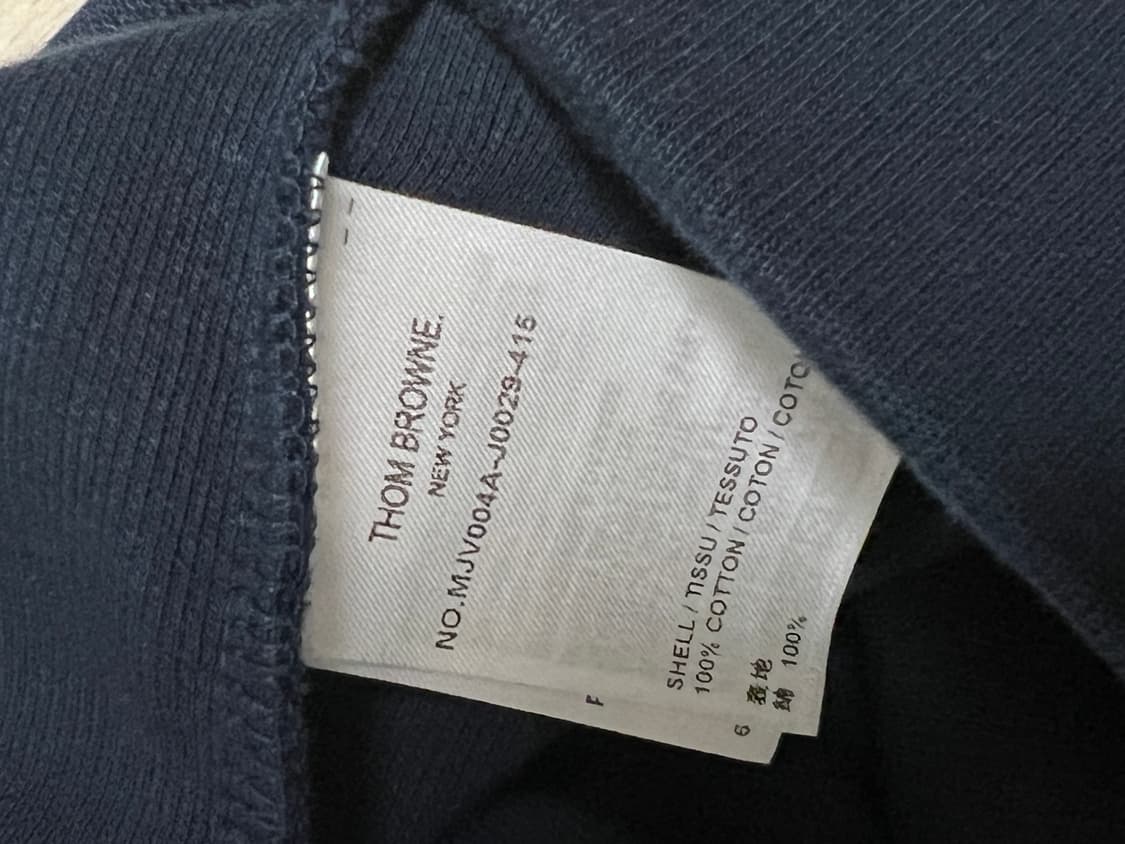 THOM BROWNE.
NEW YORK
NO.MJV004A-J0029-415
SHELL / TISSU / TESSUTO
100% COTTON / COTON / COTO
表地
綿 100%
6
F